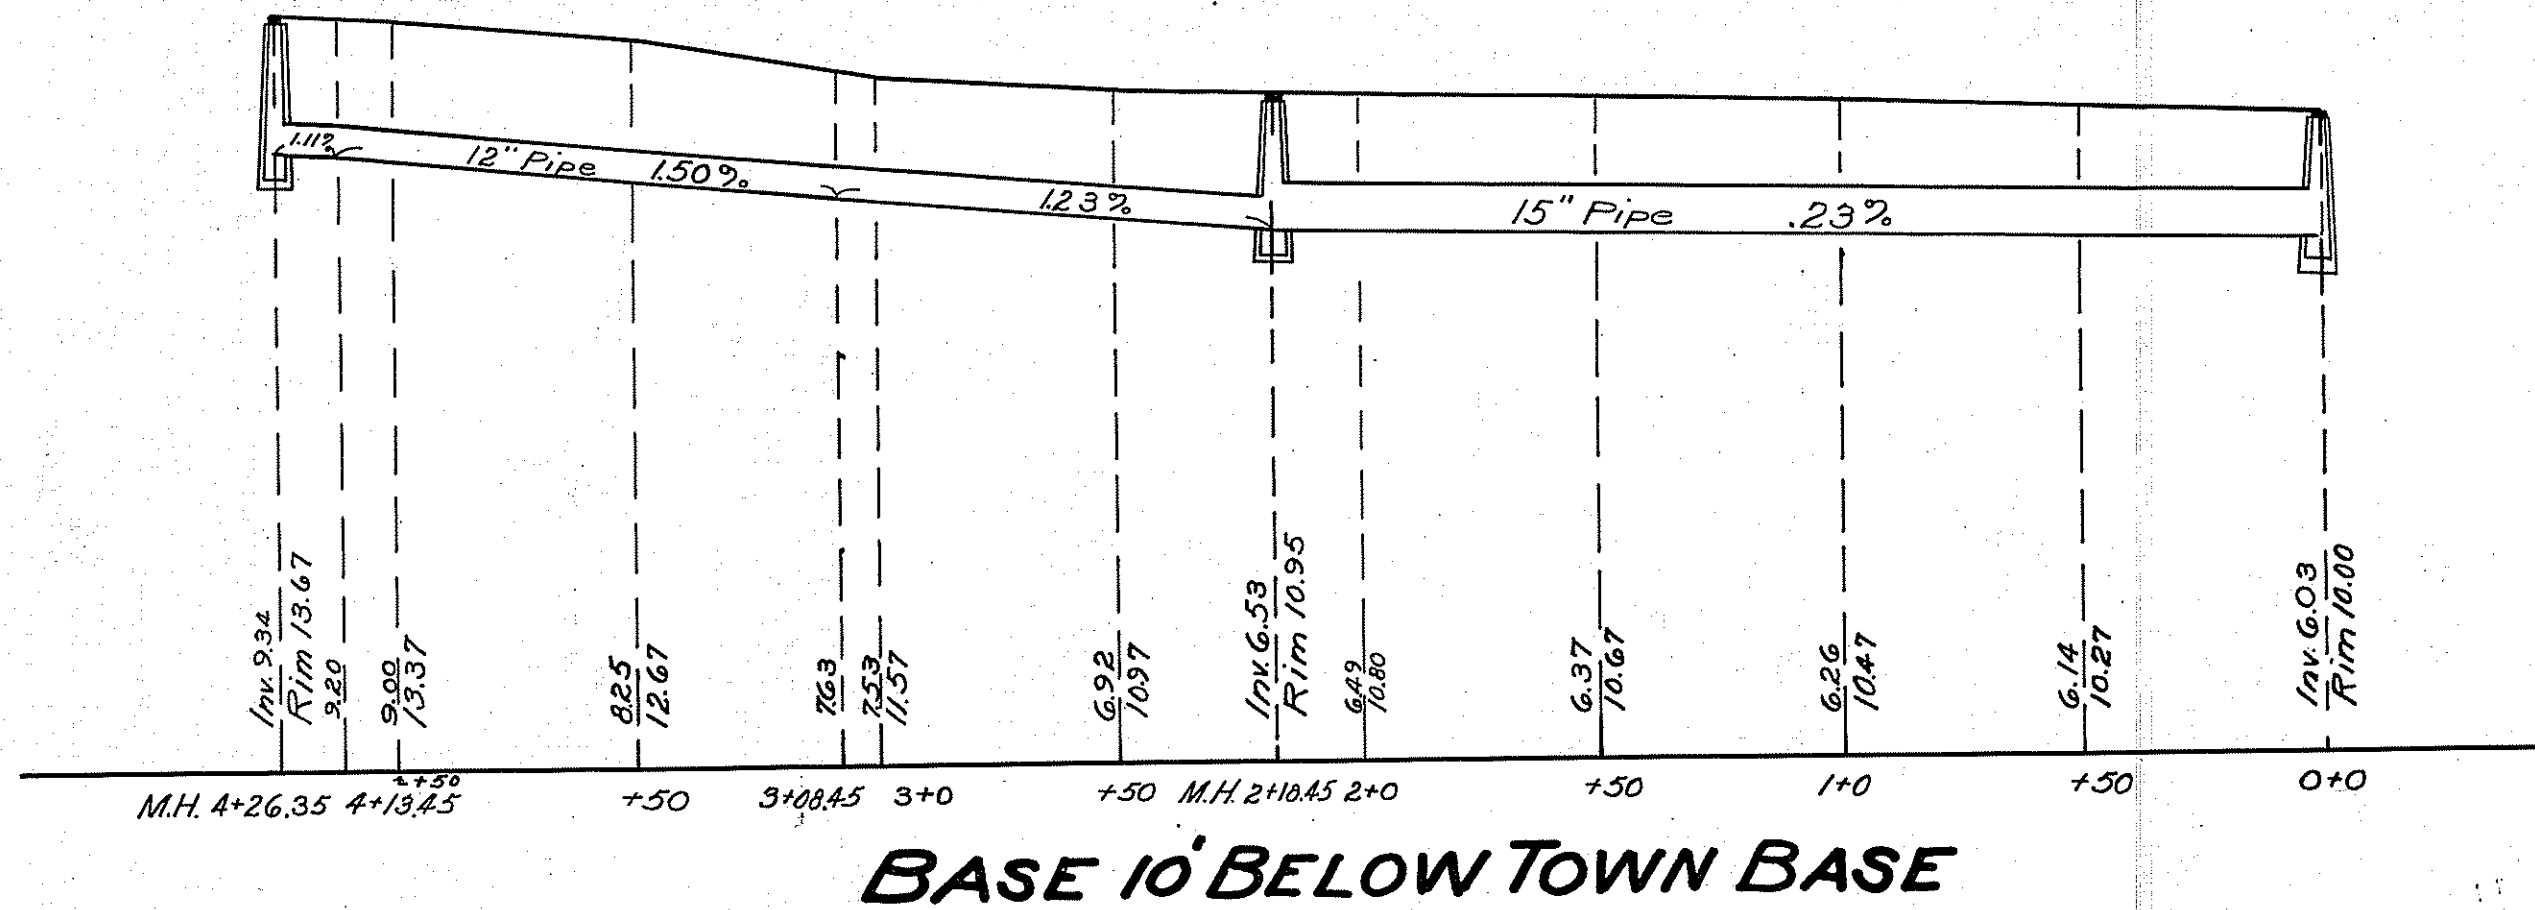 1.11%
12" Pipe 1.50%
1.23%
15" Pipe .23%
Inv. 9.34
Rim 13.67
9.20
9.00
13.37
8.25
12.67
7.63
7.53
11.57
6.92
10.97
Inv. 6.53
Rim 10.95
6.49
10.80
6.37
10.67
6.26
10.47
6.14
10.27
Inv. 6.03
Rim 10.00
M.H. 4+26.35 4+13.45 +50 3+08.45 3+0 +50 M.H. 2+18.45 2+0 +50 1+0 +50 0+0
BASE 10' BELOW TOWN BASE